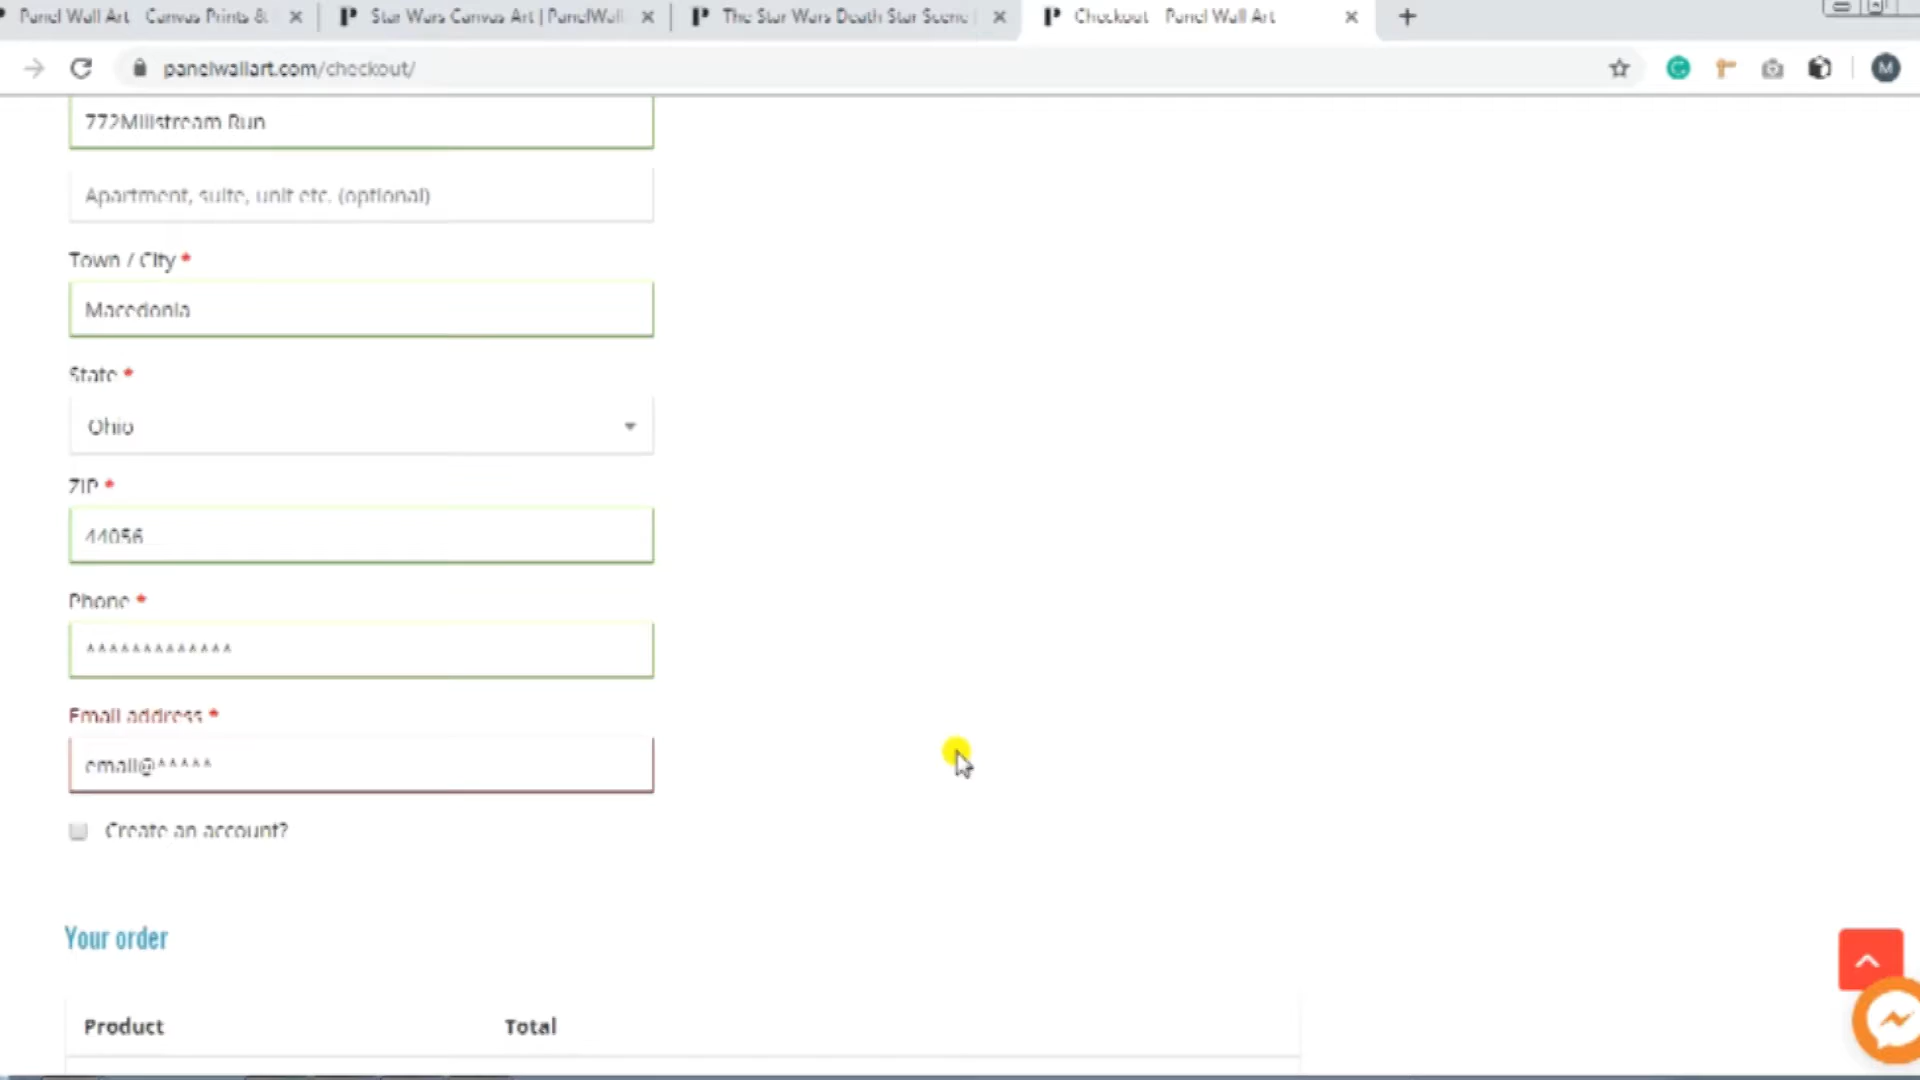 Panel Wall Art Canvas Prints &
Star Wars Canvas Art | PanelWall
The Star Wars Death Star Scene |
Checkout Panel Wall Art
panelwallart.com/checkout/
M
772Millstream Run
Apartment, suite, unit etc. (optional)
Town / City *
Macedonia
State *
Ohio
ZIP *
44056
Phone *
^^^^^^^^^^^^^
Email address *
email@^^^^^
Create an account?
Your order
Product Total